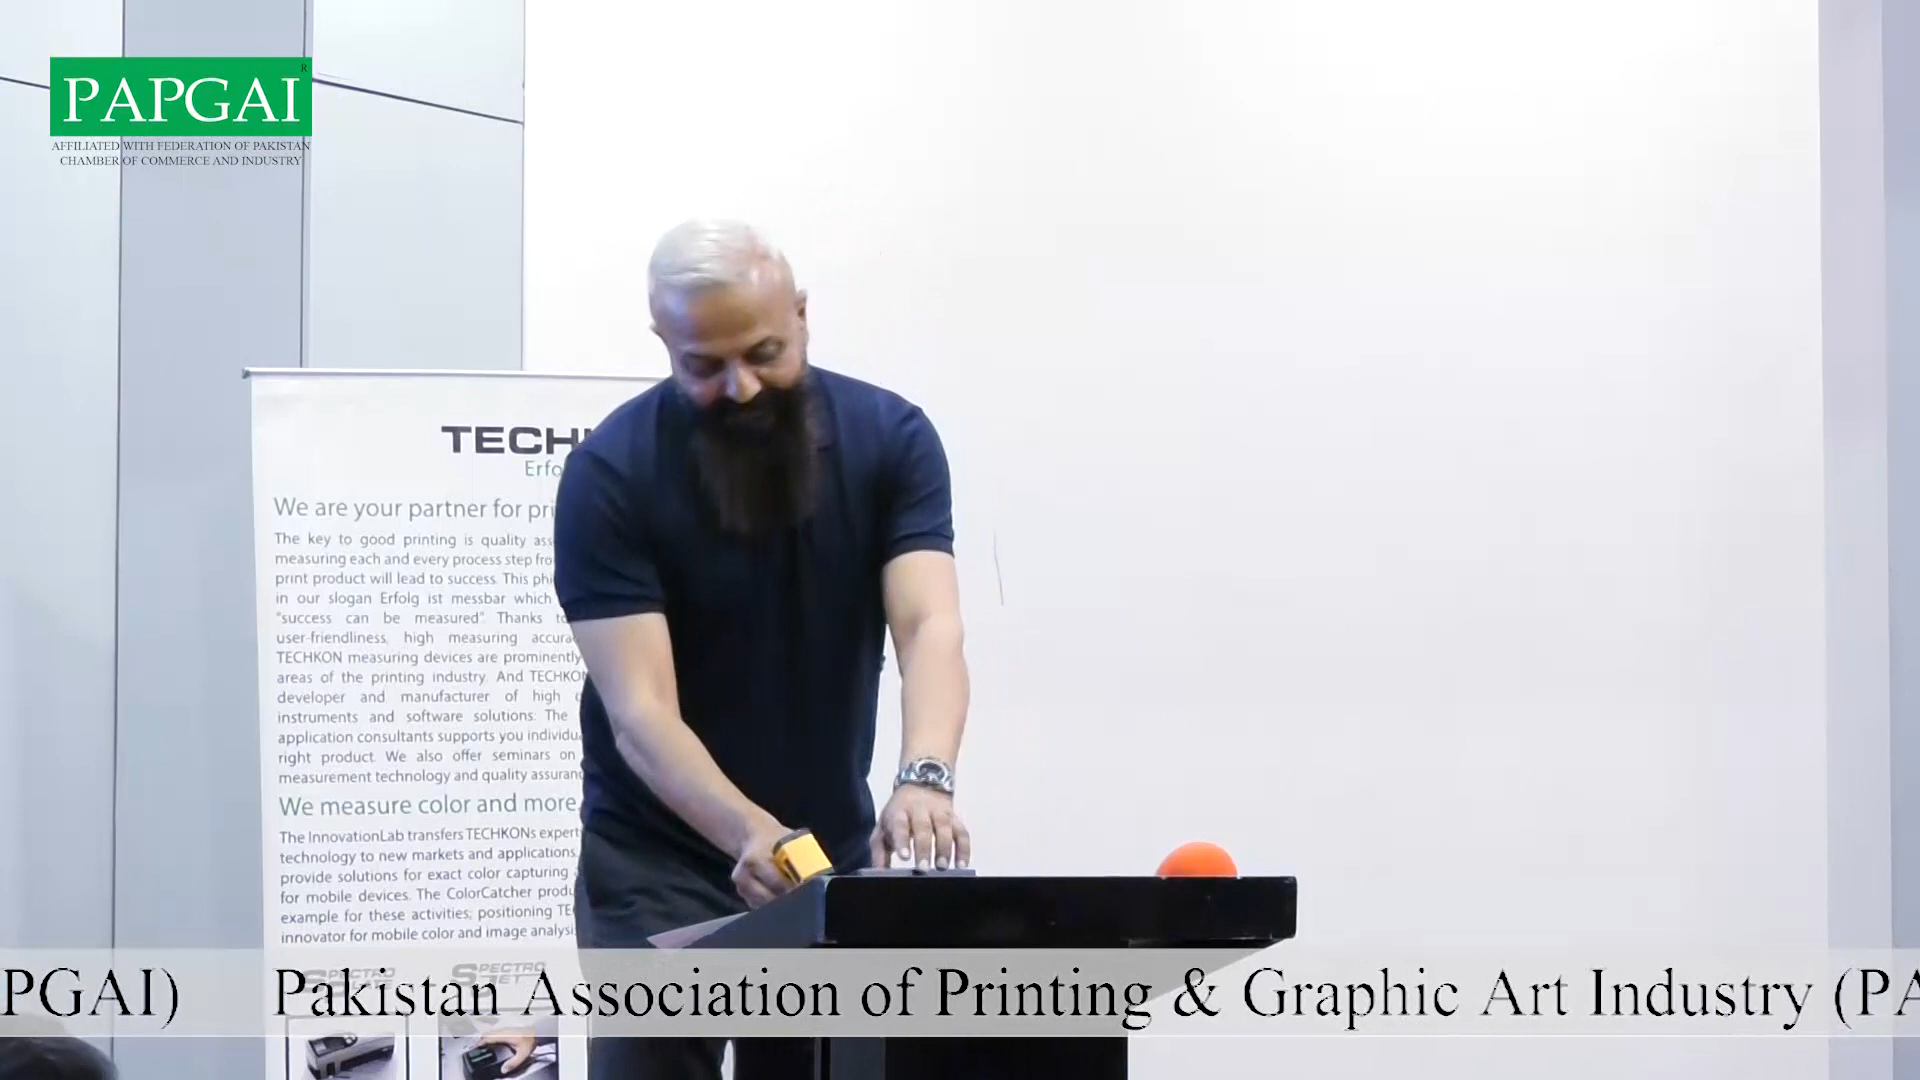 PAPGAI
R
AFFILIATED WITH FEDERATION OF PAKISTAN
CHAMBER OF COMMERCE AND INDUSTRY
TECH
Erfo
We are your partner for pri
The key to good printing is quality ass
measuring each and every process step fro
print product will lead to success. This phi
in our slogan Erfolg ist messbar which
"success can be measured". Thanks to
user-friendliness, high measuring accura
TECHKON measuring devices are prominently
areas of the printing industry. And TECHKO
developer and manufacturer of high
instruments and software solutions. The
application consultants supports you individu
right product. We also offer seminars on
measurement technology and quality assuran
We measure color and more.
The InnovationLab transfers TECHKONs expert
technology to new markets and applications.
provide solutions for exact color capturing
for mobile devices. The ColorCatcher produ
example for these activities; positioning TE
innovator for mobile color and image analysi
SPECTRO SPECTRO
JET
PGAI) Pakistan Association of Printing & Graphic Art Industry (PA